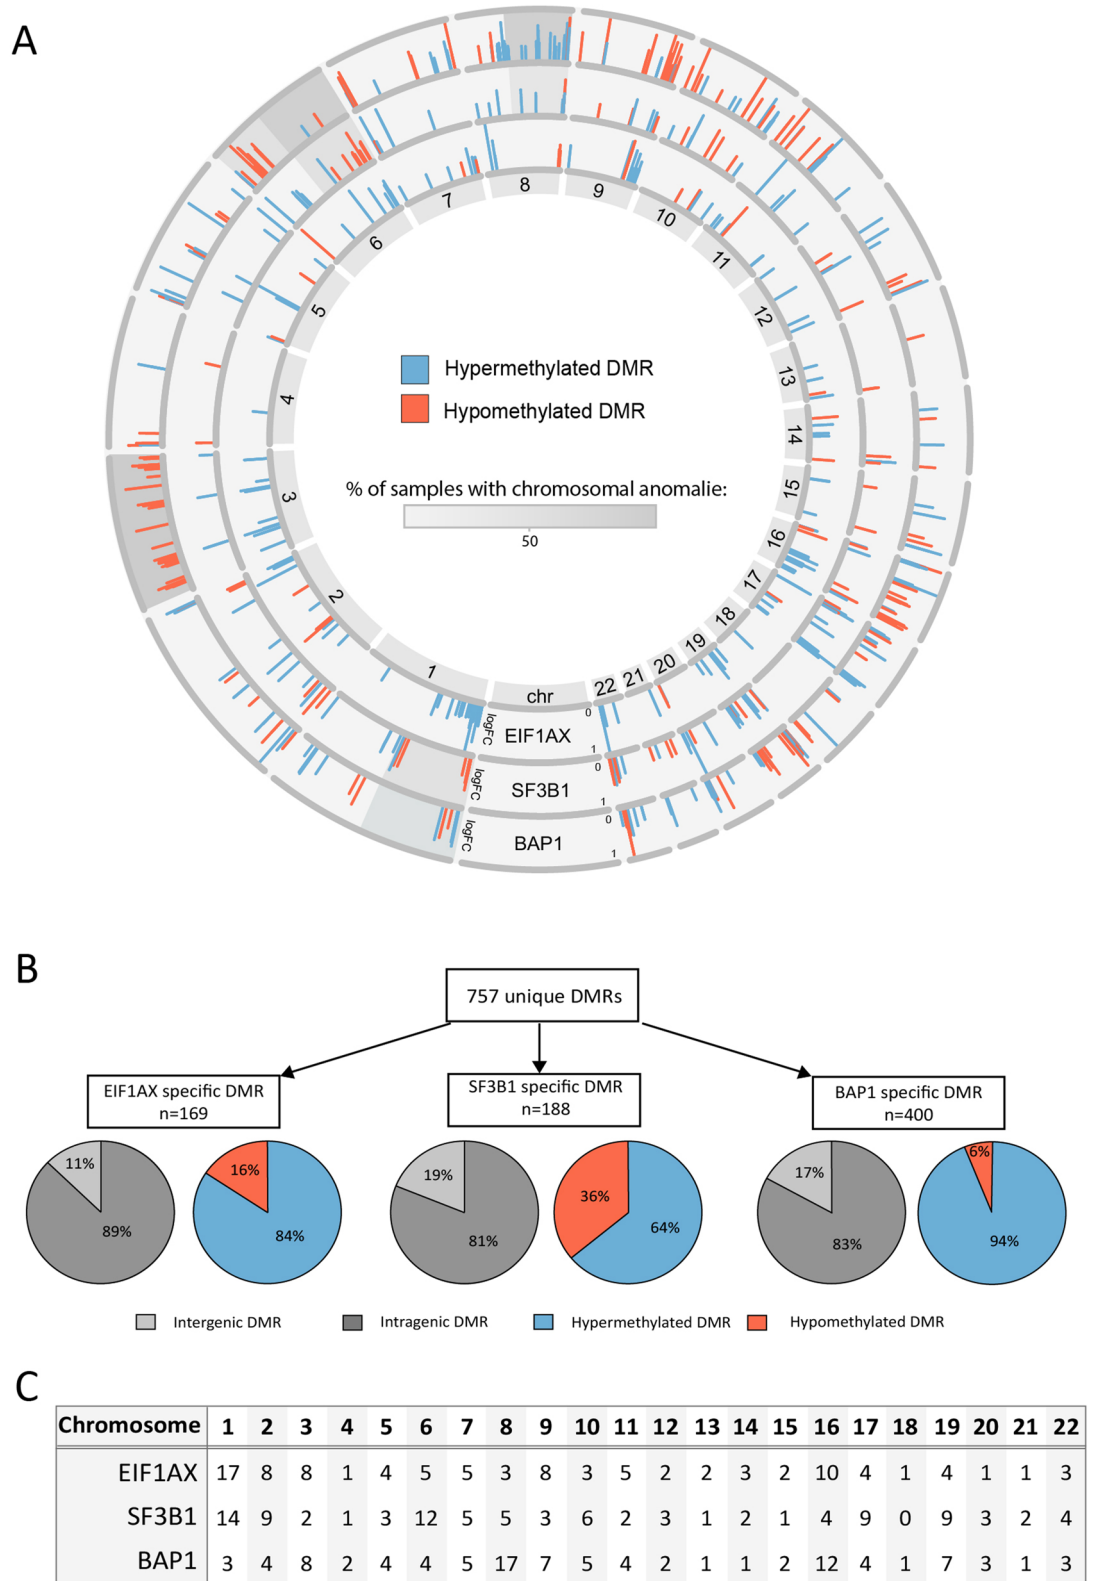 A
1
2
3
4
5
6
7
8
9
10
11
12
13
14
15
16
17
18
19
20
21
22
chr
Hypermethylated DMR
Hypomethylated DMR
% of samples with chromosomal anomalie:
50
logFC EIF1AX 0 1
logFC SF3B1 0 1
logFC BAP1 0 1
B
757 unique DMRs
EIF1AX specific DMR
n=169
SF3B1 specific DMR
n=188
BAP1 specific DMR
n=400
11% 89% 16% 84% 19% 81% 36% 64% 17% 83% 6% 94%
Intergenic DMR Intragenic DMR Hypermethylated DMR Hypomethylated DMR
C
Chromosome 1 2 3 4 5 6 7 8 9 10 11 12 13 14 15 16 17 18 19 20 21 22
EIF1AX 17 8 8 1 4 5 5 3 8 3 5 2 2 3 2 10 4 1 4 1 1 3
SF3B1 14 9 2 1 3 12 5 5 3 6 2 3 1 2 1 4 9 0 9 3 2 4
BAP1 3 4 8 2 4 4 5 17 7 5 4 2 1 1 2 12 4 1 7 3 1 3